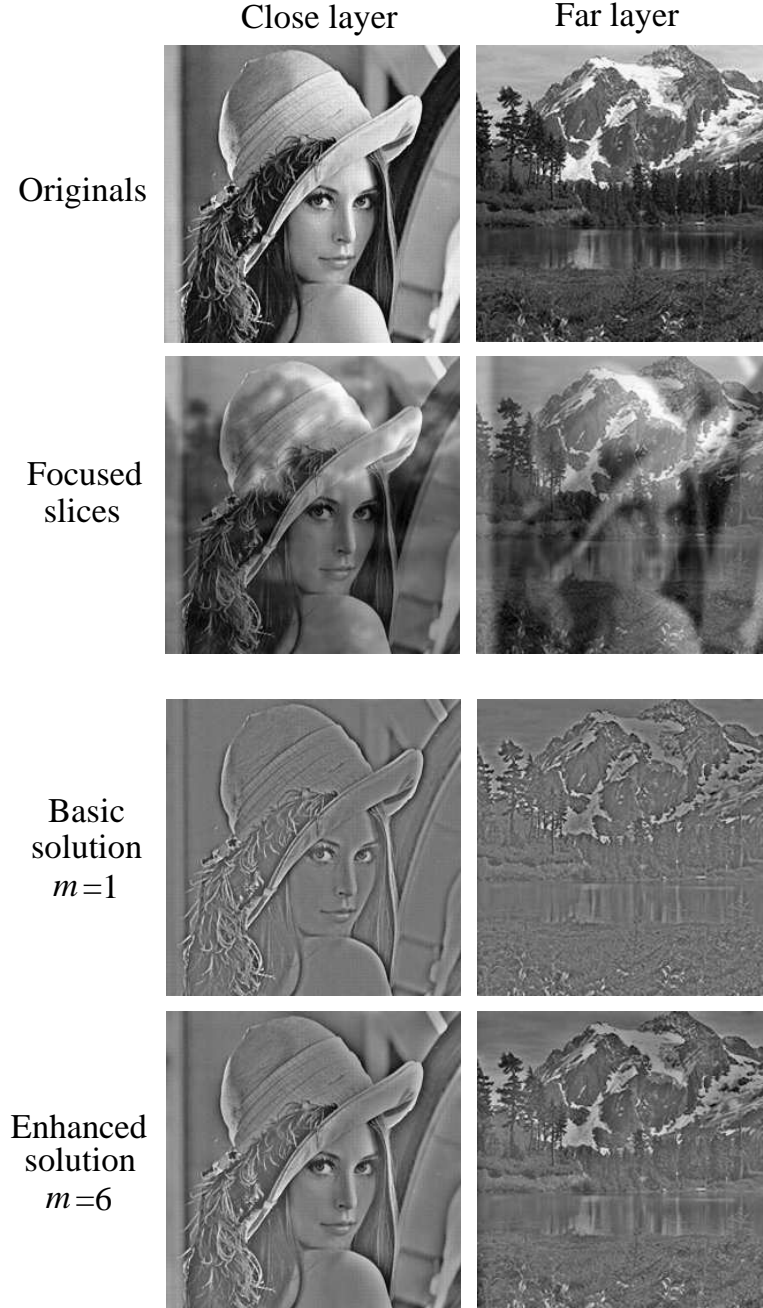 Close layer
Far layer
Originals
Focused
slices
Basic
solution
m=1
Enhanced
solution
m=6